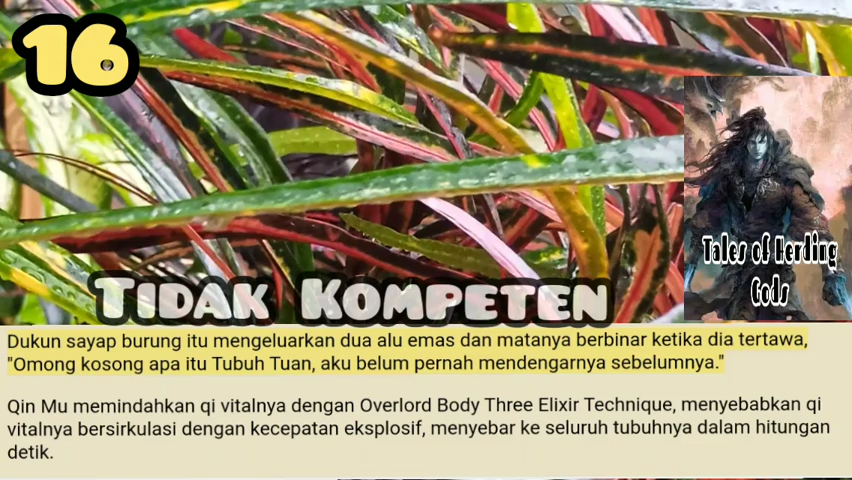 16
Tales of Herding
Gods
TIDAK KOMPETEN
Dukun sayap burung itu mengeluarkan dua alu emas dan matanya berbinar ketika dia tertawa,
"Omong kosong apa itu Tubuh Tuan, aku belum pernah mendengarnya sebelumnya."
Qin Mu memindahkan qi vitalnya dengan Overlord Body Three Elixir Technique, menyebabkan qi
vitalnya bersirkulasi dengan kecepatan eksplosif, menyebar ke seluruh tubuhnya dalam hitungan
detik.